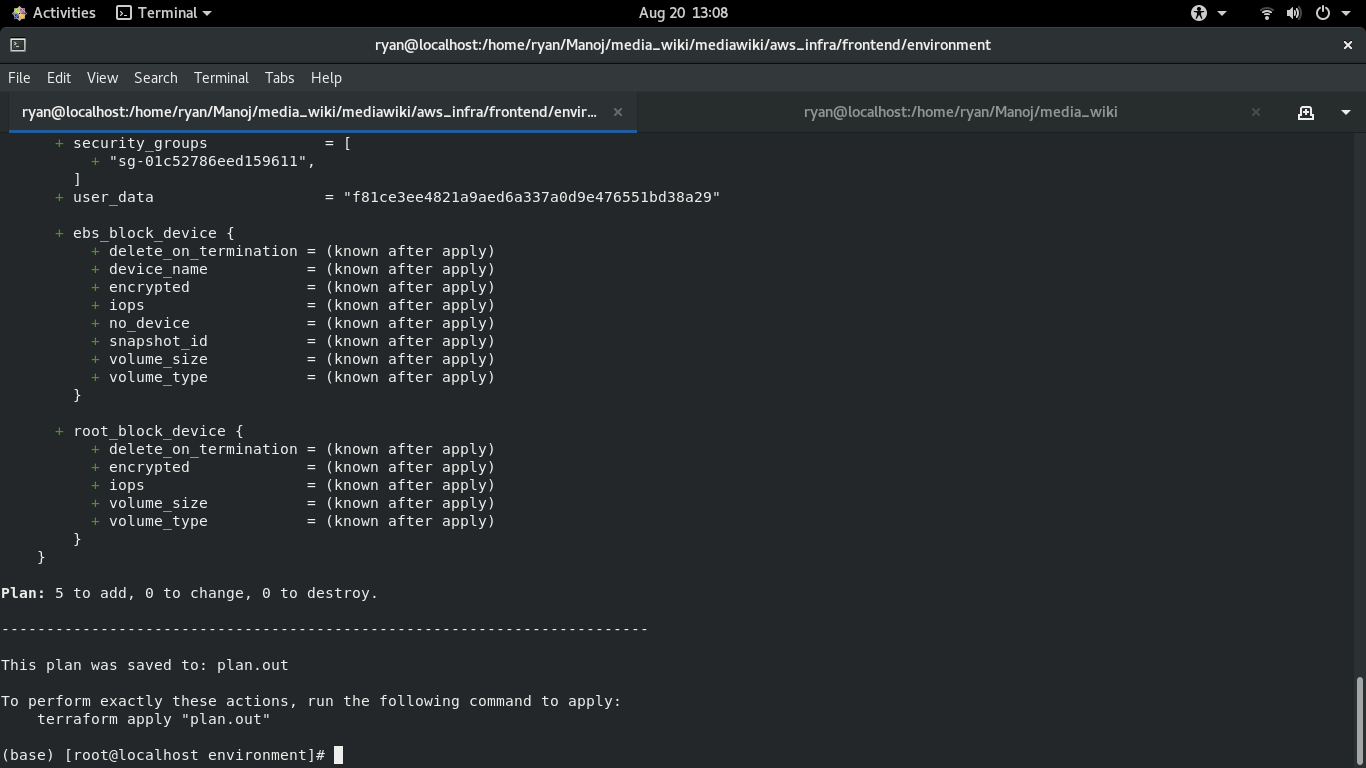 Activities Terminal Aug 20 13:08
ryan@localhost:/home/ryan/Manoj/media_wiki/mediawiki/aws_infra/frontend/environment ×
File Edit View Search Terminal Tabs Help
ryan@localhost:/home/ryan/Manoj/media_wiki/mediawiki/aws_infra/frontend/envir... × ryan@localhost:/home/ryan/Manoj/media_wiki ×
      + security_groups             = [
          + "sg-01c52786eed159611",
        ]
      + user_data                   = "f81ce3ee4821a9aed6a337a0d9e476551bd38a29"
      + ebs_block_device {
          + delete_on_termination = (known after apply)
          + device_name           = (known after apply)
          + encrypted             = (known after apply)
          + iops                  = (known after apply)
          + no_device             = (known after apply)
          + snapshot_id           = (known after apply)
          + volume_size           = (known after apply)
          + volume_type           = (known after apply)
        }
      + root_block_device {
          + delete_on_termination = (known after apply)
          + encrypted             = (known after apply)
          + iops                  = (known after apply)
          + volume_size           = (known after apply)
          + volume_type           = (known after apply)
        }
    }
Plan: 5 to add, 0 to change, 0 to destroy.
------------------------------------------------------------------------
This plan was saved to: plan.out
To perform exactly these actions, run the following command to apply:
    terraform apply "plan.out"
(base) [root@localhost environment]#